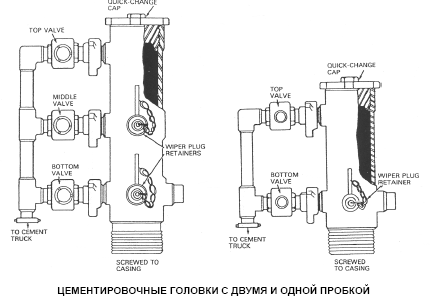 QUICK-CHANGE
CAP
TOP VALVE
MIDDLE
VALVE
WIPER PLUG
RETAINERS
BOTTOM
VALVE
TO CEMENT
TRUCK
SCREWED TO
CASING
QUICK-CHANGE
CAP
TOP
VALVE
BOTTOM
VALVE
WIPER PLUG
RETAINER
TO CEMENT
TRUCK
SCREWED TO
CASING
ЦЕМЕНТИРОВОЧНЫЕ ГОЛОВКИ С ДВУМЯ И ОДНОЙ ПРОБКОЙ